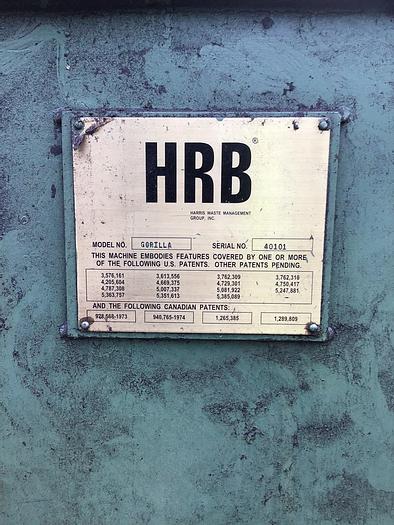 HRB®
HARRIS WASTE MANAGEMENT
GROUP, INC.
MODEL NO. GORILLA SERIAL NO. 40101
THIS MACHINE EMBODIES FEATURES COVERED BY ONE OR MORE
OF THE FOLLOWING U.S. PATENTS. OTHER PATENTS PENDING.
3,576,161 3,613,556 3,762,309 3,762,310
4,205,604 4,669,375 4,729,301 4,750,417
4,787,308 5,007,337 5,081,922 5,247,881
5,363,757 5,351,613 5,385,089
AND THE FOLLOWING CANADIAN PATENTS:
928,568-1973 940,765-1974 1,265,385 1,289,809